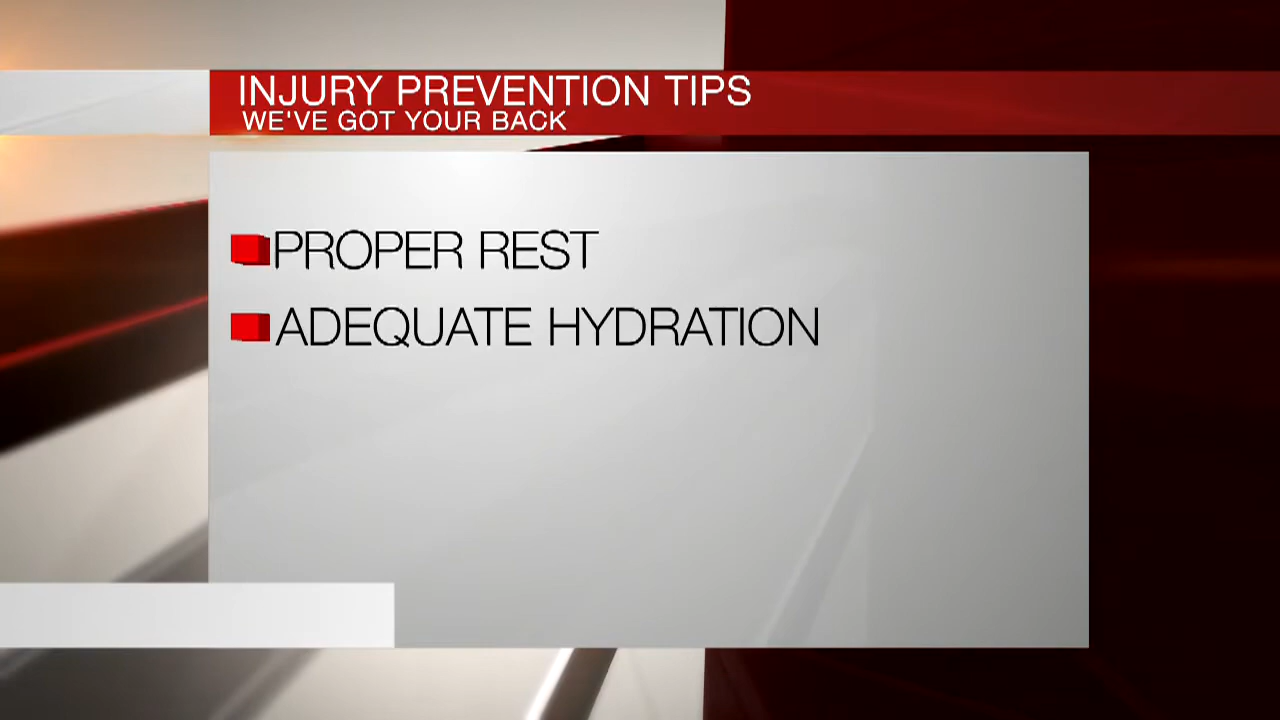 INJURY PREVENTION TIPS
WE'VE GOT YOUR BACK
PROPER REST
ADEQUATE HYDRATION